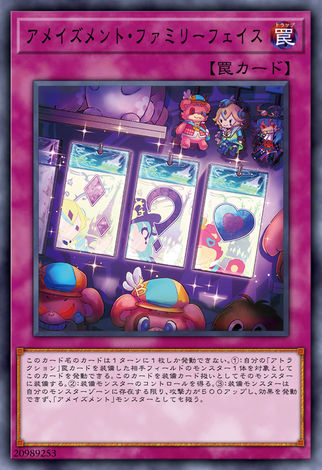 アメイズメント・ファミリーフェイス
トラップ
罠
【罠カード】
このカード名のカードは1ターンに1枚しか発動できない。①：自分の「アト
ラクション」罠カードを装備した相手フィールドのモンスター1体を対象として
このカードを発動できる。このカードを装備カード扱いとしてそのモンスター
に装備する。②：装備モンスターのコントロールを得る。③：装備モンスターは
自分のモンスターゾーンに存在する限り、攻撃力が500アップし、効果を発動
できず、「アメイズメント」モンスターとしても扱う。
20989253